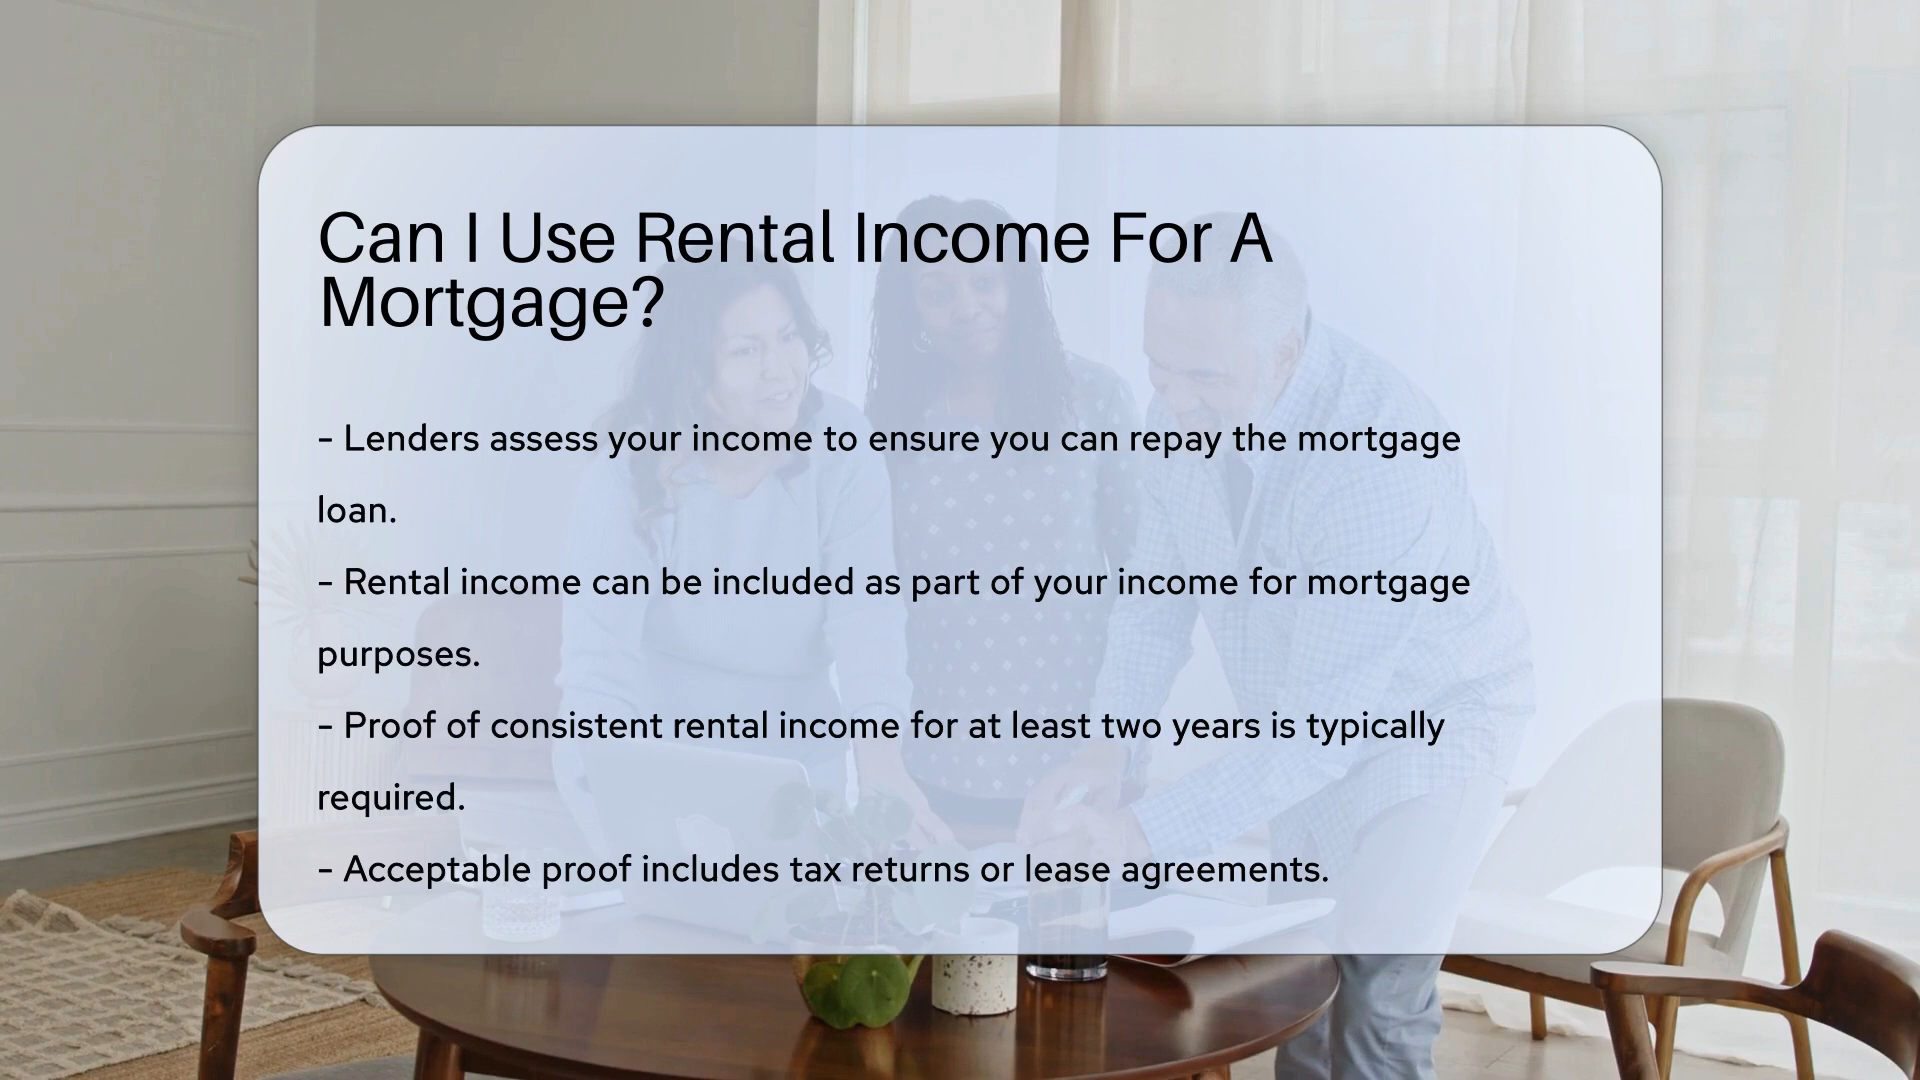 Can I Use Rental Income For A
Mortgage?
- Lenders assess your income to ensure you can repay the mortgage
loan.
- Rental income can be included as part of your income for mortgage
purposes.
- Proof of consistent rental income for at least two years is typically
required.
- Acceptable proof includes tax returns or lease agreements.